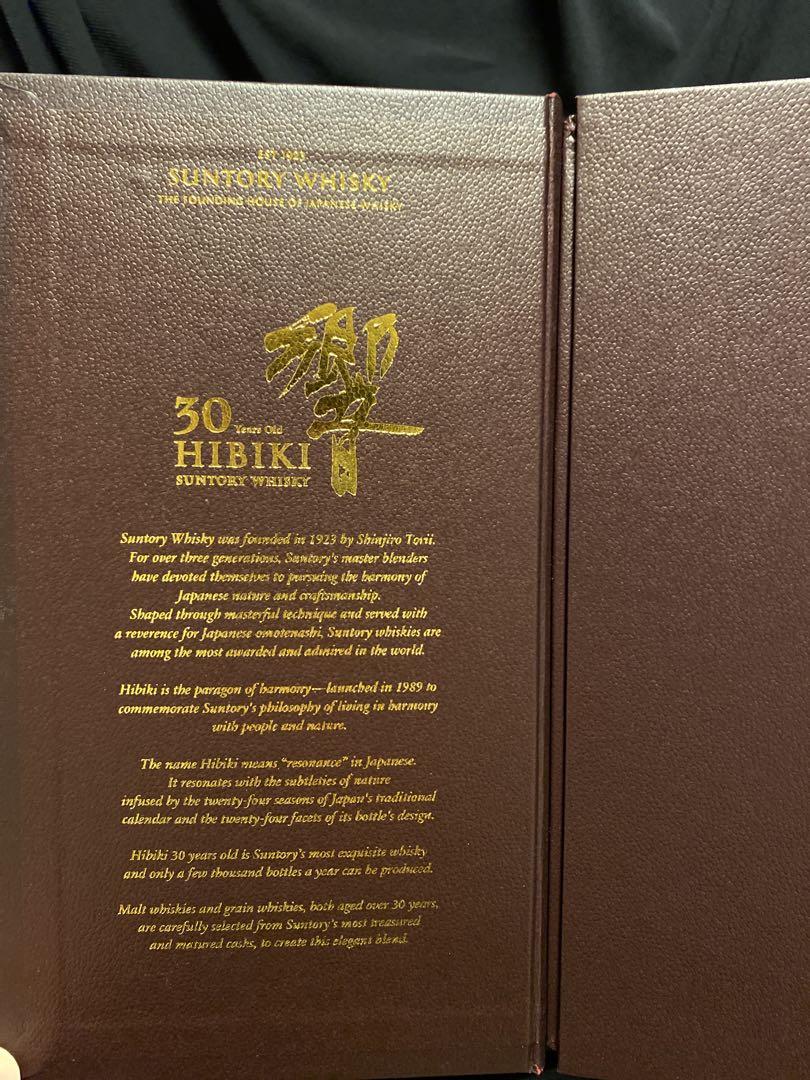 EST. 1923
SUNTORY WHISKY
THE FOUNDING HOUSE OF JAPANESE WHISKY
響
30 Years Old
HIBIKI
SUNTORY WHISKY
Suntory Whisky was founded in 1923 by Shinjiro Torii.
For over three generations, Suntory's master blenders
have devoted themselves to pursuing the harmony of
Japanese nature and craftsmanship.
Shaped through masterful technique and served with
a reverence for Japanese omotenashi, Suntory whiskies are
among the most awarded and admired in the world.
Hibiki is the paragon of harmony— launched in 1989 to
commemorate Suntory's philosophy of living in harmony
with people and nature.
The name Hibiki means "resonance" in Japanese.
It resonates with the subtleties of nature
infused by the twenty-four seasons of Japan's traditional
calendar and the twenty-four facets of its bottle's design.
Hibiki 30 years old is Suntory's most exquisite whisky
and only a few thousand bottles a year can be produced.
Malt whiskies and grain whiskies, both aged over 30 years,
are carefully selected from Suntory's most treasured
and matured casks, to create this elegant blend.